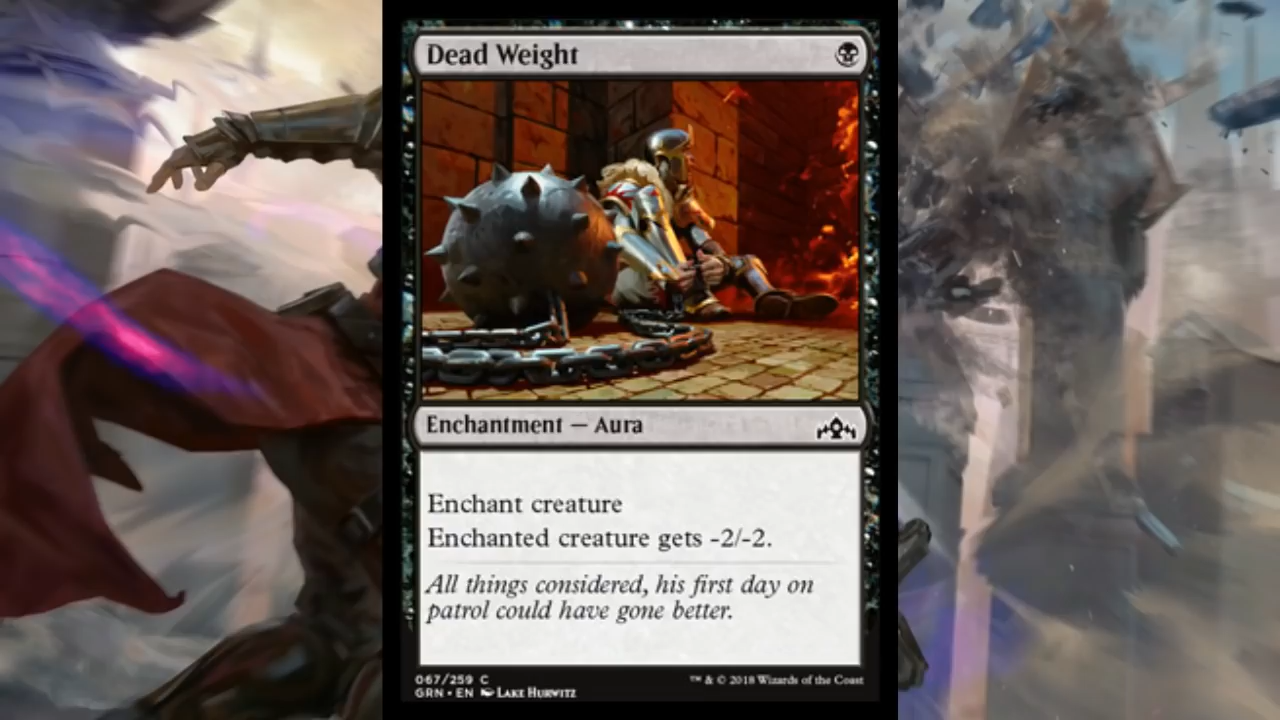 Dead Weight
Enchantment — Aura
Enchant creature
Enchanted creature gets -2/-2.
All things considered, his first day on
patrol could have gone better.
067/259 C
GRN • EN Lake Hurwitz
™ & © 2018 Wizards of the Coast